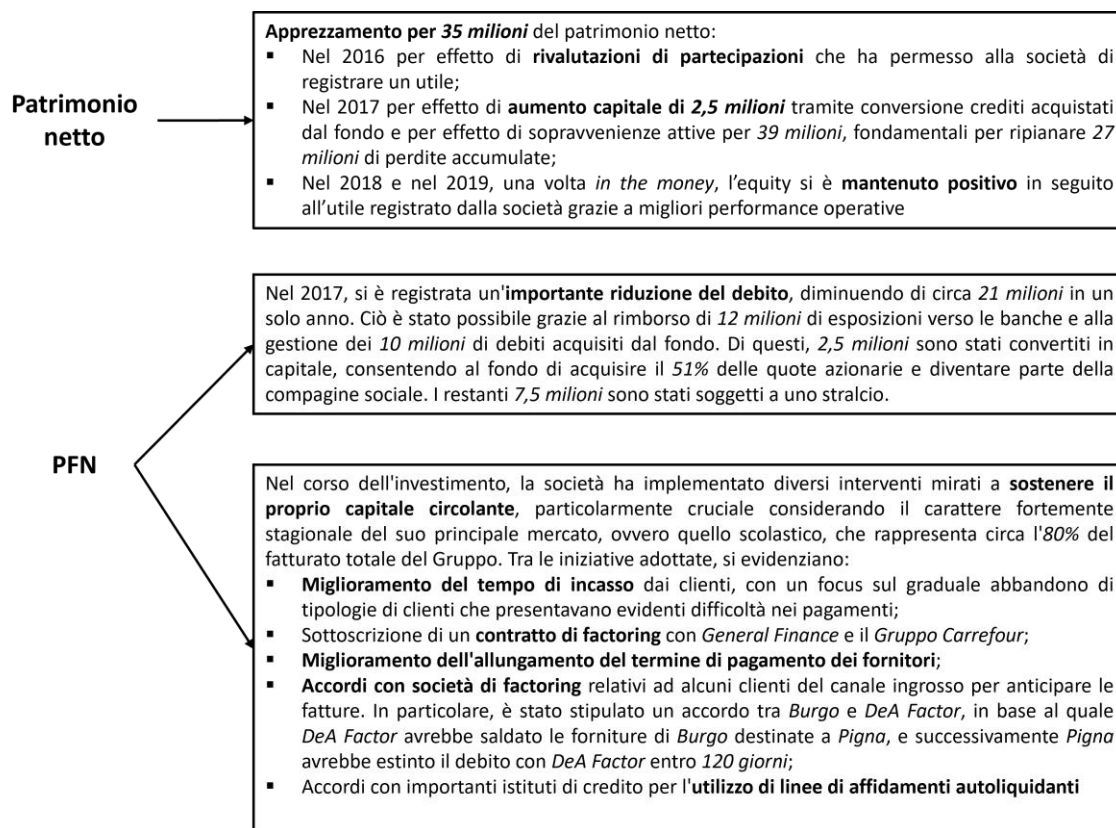 Patrimonio
netto
Apprezzamento per 35 milioni del patrimonio netto:
▪ Nel 2016 per effetto di rivalutazioni di partecipazioni che ha permesso alla società di
registrare un utile;
▪ Nel 2017 per effetto di aumento capitale di 2,5 milioni tramite conversione crediti acquistati
dal fondo e per effetto di sopravvenienze attive per 39 milioni, fondamentali per ripianare 27
milioni di perdite accumulate;
▪ Nel 2018 e nel 2019, una volta in the money, l’equity si è mantenuto positivo in seguito
all’utile registrato dalla società grazie a migliori performance operative
PFN
Nel 2017, si è registrata un'importante riduzione del debito, diminuendo di circa 21 milioni in un
solo anno. Ciò è stato possibile grazie al rimborso di 12 milioni di esposizioni verso le banche e alla
gestione dei 10 milioni di debiti acquisiti dal fondo. Di questi, 2,5 milioni sono stati convertiti in
capitale, consentendo al fondo di acquisire il 51% delle quote azionarie e diventare parte della
compagine sociale. I restanti 7,5 milioni sono stati soggetti a uno stralcio.
Nel corso dell'investimento, la società ha implementato diversi interventi mirati a sostenere il
proprio capitale circolante, particolarmente cruciale considerando il carattere fortemente
stagionale del suo principale mercato, ovvero quello scolastico, che rappresenta circa l'80% del
fatturato totale del Gruppo. Tra le iniziative adottate, si evidenziano:
▪ Miglioramento del tempo di incasso dai clienti, con un focus sul graduale abbandono di
tipologie di clienti che presentavano evidenti difficoltà nei pagamenti;
▪ Sottoscrizione di un contratto di factoring con General Finance e il Gruppo Carrefour;
▪ Miglioramento dell'allungamento del termine di pagamento dei fornitori;
▪ Accordi con società di factoring relativi ad alcuni clienti del canale ingrosso per anticipare le
fatture. In particolare, è stato stipulato un accordo tra Burgo e DeA Factor, in base al quale
DeA Factor avrebbe saldato le forniture di Burgo destinate a Pigna, e successivamente Pigna
avrebbe estinto il debito con DeA Factor entro 120 giorni;
▪ Accordi con importanti istituti di credito per l'utilizzo di linee di affidamenti autoliquidanti